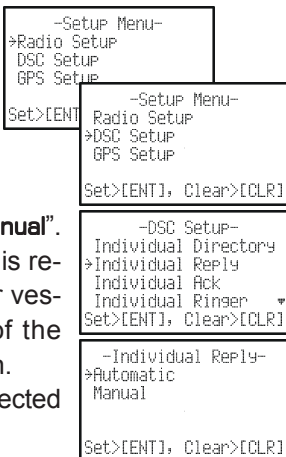 -Setup Menu-
→Radio Setup
DSC Setup
GPS Setup
Set>[ENT
-Setup Menu-
Radio Setup
→DSC Setup
GPS Setup
Set>[ENT], Clear>[CLR]
nual”.
is re-
r ves-
of the
n.
ected
-DSC Setup-
Individual Directory
→Individual Reply
Individual Ack
Individual Ringer
Set>[ENT], Clear>[CLR]
-Individual Reply-
→Automatic
Manual
Set>[ENT], Clear>[CLR]